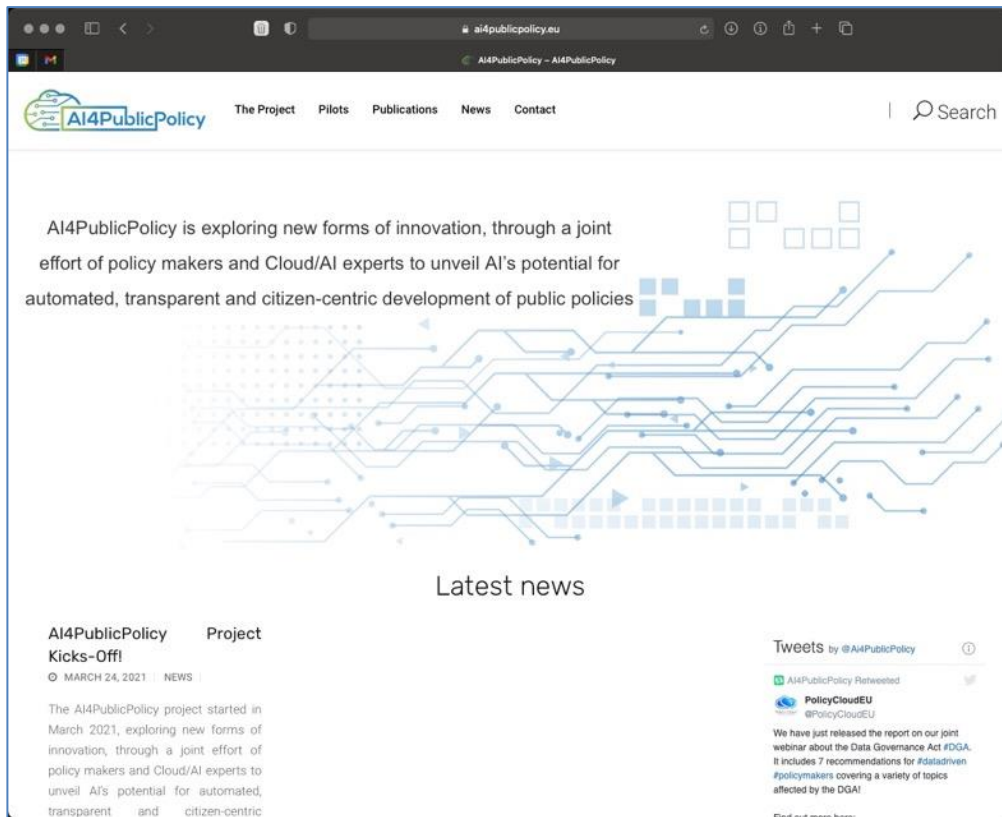 ai4publicpolicy.eu
AI4PublicPolicy – AI4PublicPolicy
AI4PublicPolicy
The Project Pilots Publications News Contact
Search
AI4PublicPolicy is exploring new forms of innovation, through a joint
effort of policy makers and Cloud/AI experts to unveil AI's potential for
automated, transparent and citizen-centric development of public policies
Latest news
AI4PublicPolicy Project
Kicks-Off!
MARCH 24, 2021 NEWS
The AI4PublicPolicy project started in
March 2021, exploring new forms of
innovation, through a joint effort of
policy makers and Cloud/AI experts to
unveil AI's potential for automated,
transparent and citizen-centric
Tweets by @Ai4PublicPolicy
AI4PublicPolicy Retweeted
PolicyCloudEU
@PolicyCloudEU
We have just released the report on our joint
webinar about the Data Governance Act #DGA.
It includes 7 recommendations for #datadriven
#policymakers covering a variety of topics
affected by the DGA!
Find out more here: